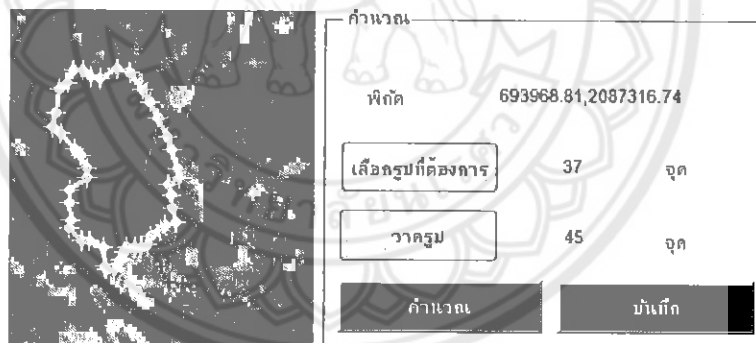 คำนวณ
พิกัด 693968.81,2087316.74
เลือกรูปที่ต้องการ 37 จุด
วาดรูป 45 จุด
คำนวณ บันทึก